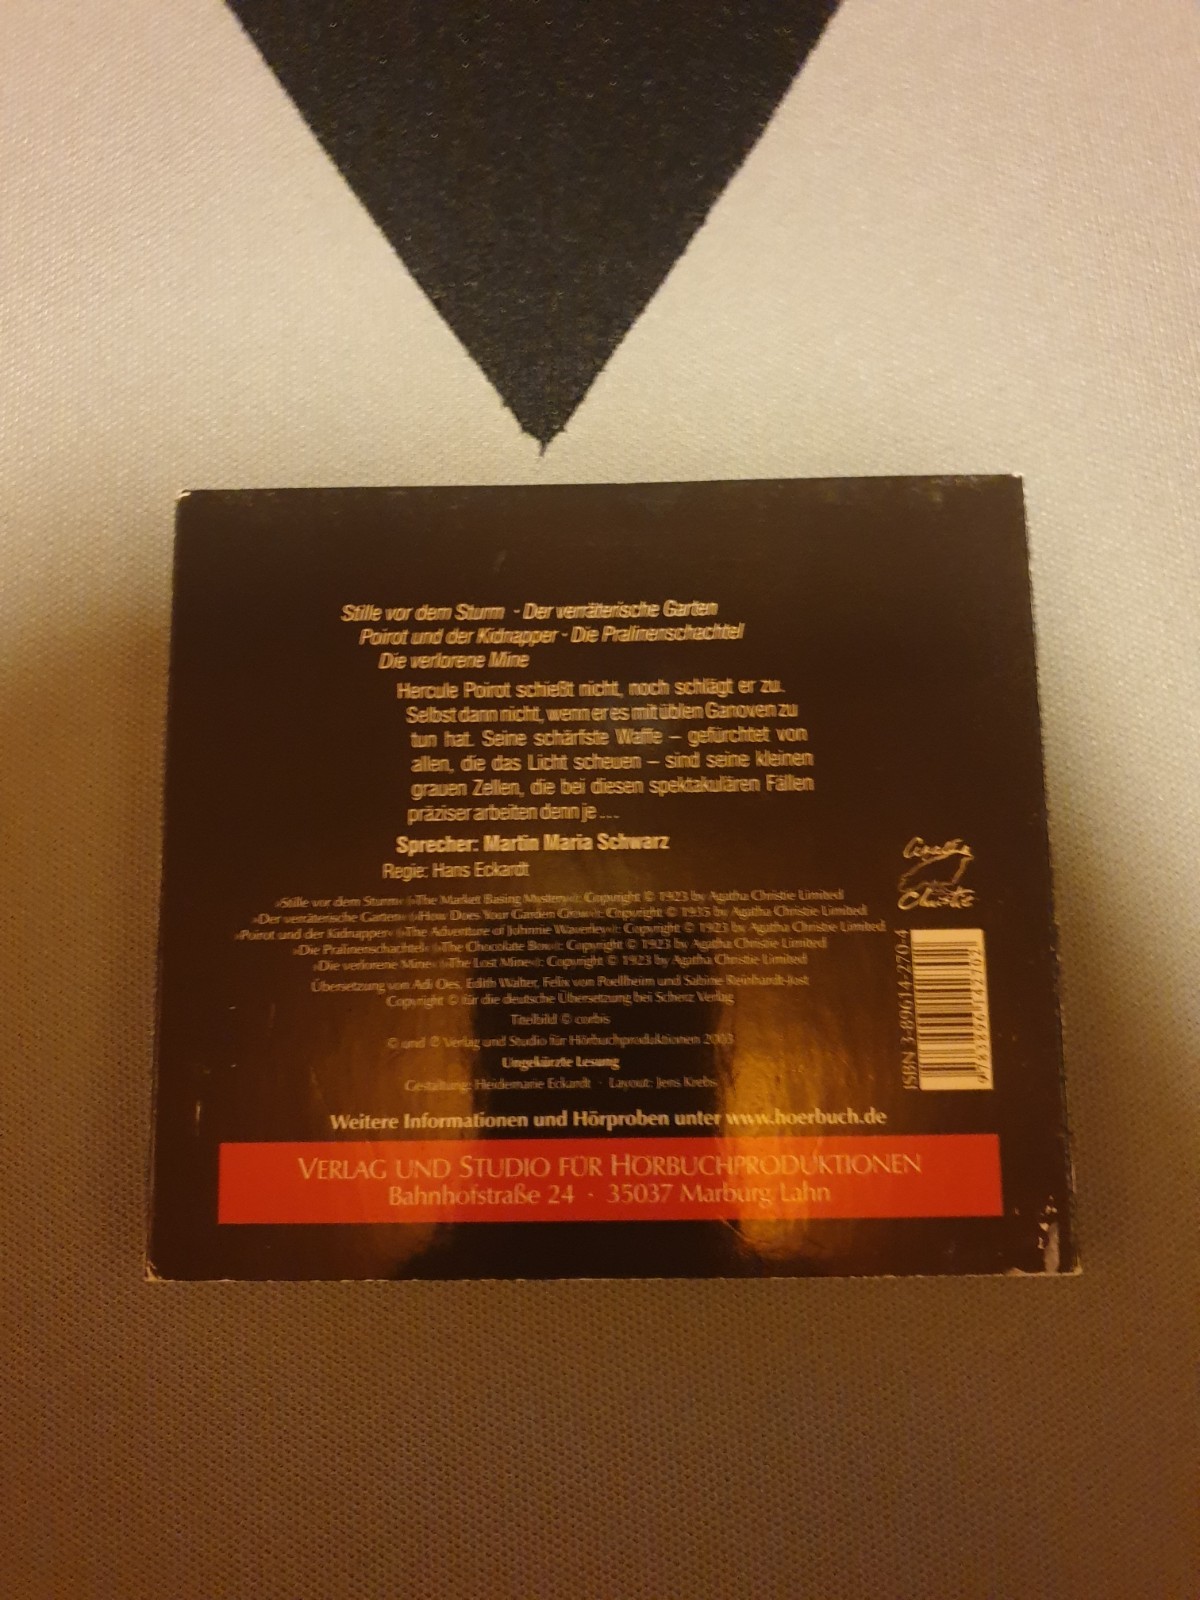 Stille vor dem Sturm · Der verräterische Garten
Poirot und der Kidnapper · Die Pralinenschachtel
Die verlorene Mine
Hercule Poirot schießt nicht, noch schlägt er zu.
Selbst dann nicht, wenn er es mit üblen Ganoven zu
tun hat. Seine schärfste Waffe – gefürchtet von
allen, die das Licht scheuen – sind seine kleinen
grauen Zellen, die bei diesen spektakulären Fällen
präziser arbeiten denn je ...
Sprecher: Martin Maria Schwarz
Regie: Hans Eckardt
»Stille vor dem Sturm« (»The Market Basing Mystery«): Copyright © 1923 by Agatha Christie Limited
»Der verräterische Garten« (»How Does Your Garden Grow«): Copyright © 1935 by Agatha Christie Limited
»Poirot und der Kidnapper« (»The Adventure of Johnnie Waverley«): Copyright © 1923 by Agatha Christie Limited
»Die Pralinenschachtel« (»The Chocolate Box«): Copyright © 1923 by Agatha Christie Limited
»Die verlorene Mine« (»The Lost Mine«): Copyright © 1923 by Agatha Christie Limited
Übersetzung von Adi Oes, Edith Walter, Felix von Poellheim und Sabine Reinhardt-Jost
Copyright © für die deutsche Übersetzung bei Scherz Verlag
Titelbild © corbis
© und ℗ Verlag und Studio für Hörbuchproduktionen 2003
Ungekürzte Lesung
Gestaltung: Heidemarie Eckardt · Layout: Jens Krebs
Weitere Informationen und Hörproben unter www.hoerbuch.de
VERLAG UND STUDIO FÜR HÖRBUCHPRODUKTIONEN
Bahnhofstraße 24 · 35037 Marburg/Lahn
Agatha
Christie
ISBN 3-89614-270-4
9 783896 142702